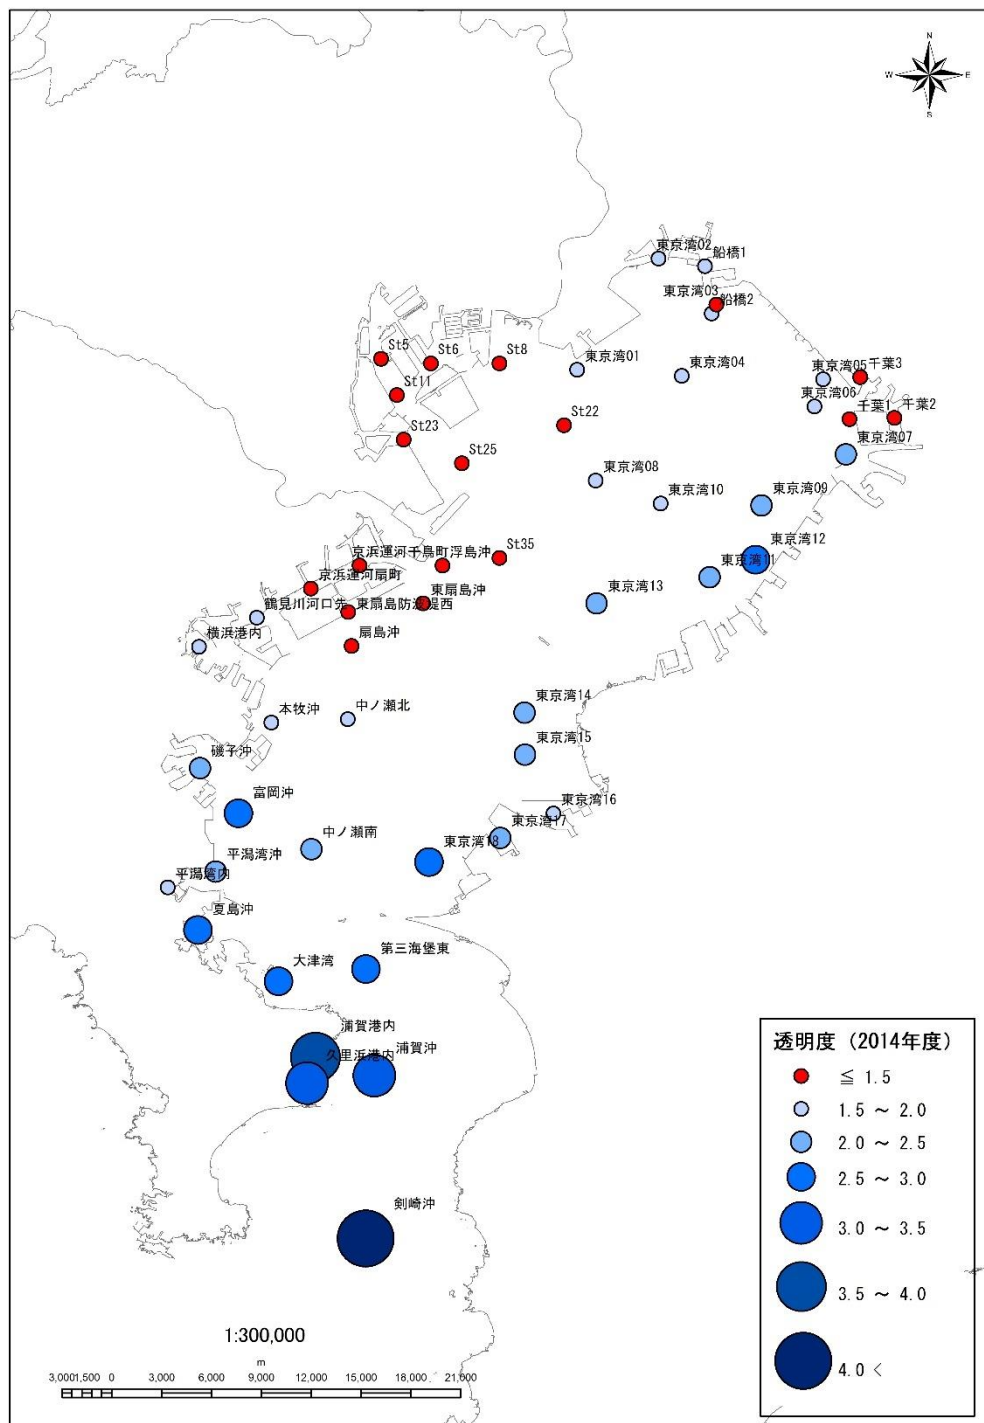 N
W
E
S
東京湾02
船橋1
東京湾03
船橋2
St5
St6
St8
東京湾01
東京湾04
東京湾05
千葉3
St11
東京湾06
千葉1
千葉2
St22
St23
東京湾07
St25
東京湾08
東京湾10
東京湾09
東京湾12
京浜運河千鳥町
浮島沖
St35
東京湾11
京浜運河扇町
東扇島沖
東京湾13
鶴見川河口先
東扇島防波堤西
横浜港内
扇島沖
本牧沖
中ノ瀬北
東京湾14
磯子沖
東京湾15
富岡沖
東京湾16
東京湾17
中ノ瀬南
平潟湾沖
東京湾18
平潟湾内
夏島沖
大津湾
第三海堡東
浦賀港内
久里浜港内
浦賀沖
剣崎沖
透明度（2014年度）
≦ 1.5
1.5 ～ 2.0
2.0 ～ 2.5
2.5 ～ 3.0
3.0 ～ 3.5
3.5 ～ 4.0
4.0 <
1:300,000
m
3,000 1,500 0 3,000 6,000 9,000 12,000 15,000 18,000 21,000